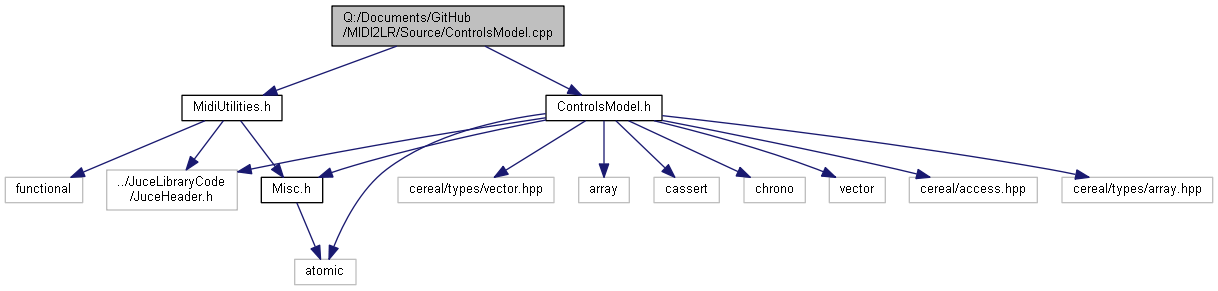 Q:/Documents/GitHub
/MIDI2LR/Source/ControlsModel.cpp
MidiUtilities.h
ControlsModel.h
functional
../JuceLibraryCode
/JuceHeader.h
Misc.h
cereal/types/vector.hpp
array
cassert
chrono
vector
cereal/access.hpp
cereal/types/array.hpp
atomic